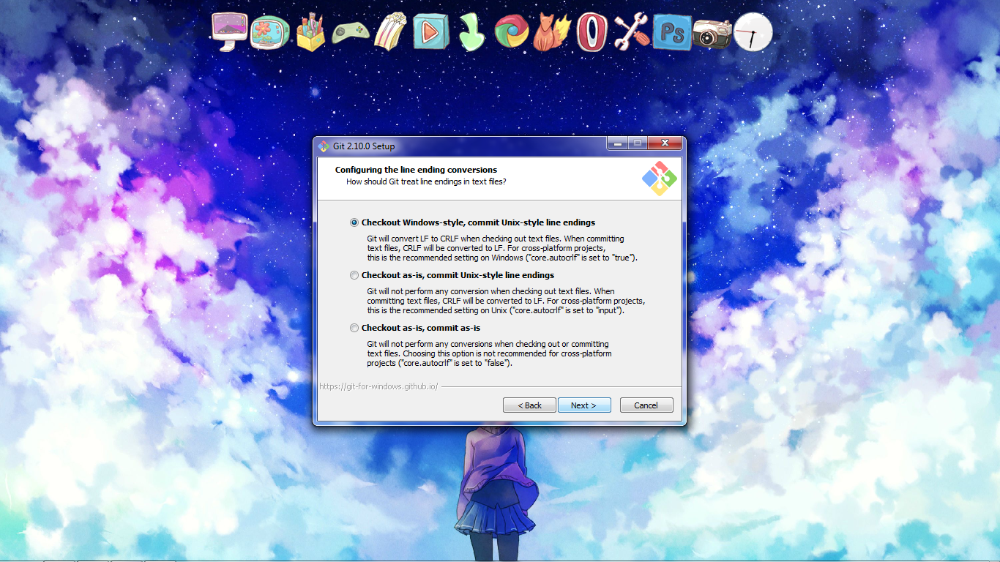 Ps
Git 2.10.0 Setup
Configuring the line ending conversions
How should Git treat line endings in text files?
Checkout Windows-style, commit Unix-style line endings
Git will convert LF to CRLF when checking out text files. When committing
text files, CRLF will be converted to LF. For cross-platform projects,
this is the recommended setting on Windows ("core.autocrlf" is set to "true").
Checkout as-is, commit Unix-style line endings
Git will not perform any conversion when checking out text files. When
committing text files, CRLF will be converted to LF. For cross-platform projects,
this is the recommended setting on Unix ("core.autocrlf" is set to "input").
Checkout as-is, commit as-is
Git will not perform any conversions when checking out or committing
text files. Choosing this option is not recommended for cross-platform
projects ("core.autocrlf" is set to "false").
https://git-for-windows.github.io/
< Back Next > Cancel